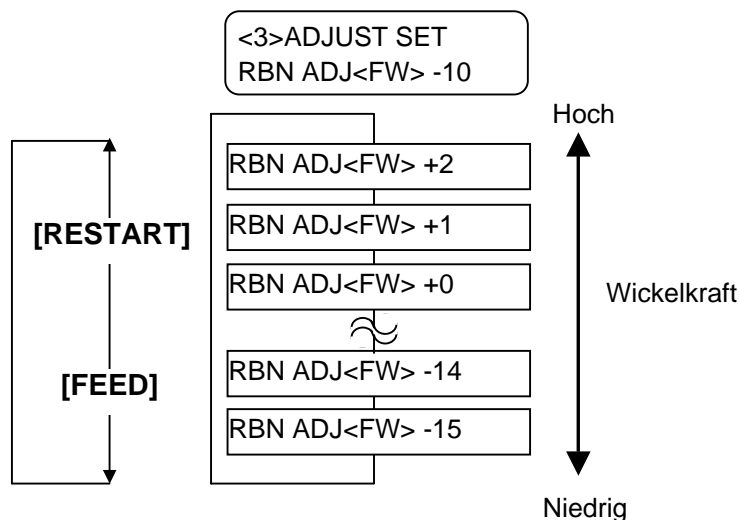 <3>ADJUST SET
RBN ADJ<FW> -10
Hoch
RBN ADJ<FW> +2
RBN ADJ<FW> +1
[RESTART]
RBN ADJ<FW> +0
Wickelkraft
RBN ADJ<FW> -14
[FEED]
RBN ADJ<FW> -15
Niedrig